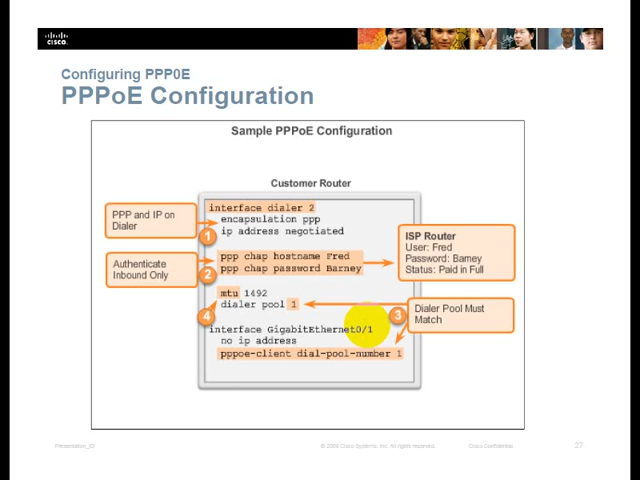 CISCO
Configuring PPP0E
PPPoE Configuration
Sample PPPoE Configuration
Customer Router
PPP and IP on
Dialer
interface dialer 2
encapsulation ppp
ip address negotiated
1
Authenticate
Inbound Only
ppp chap hostname Fred
ppp chap password Barney
2
ISP Router
User: Fred
Password: Barney
Status: Paid in Full
mtu 1492
dialer pool 1
4
3
Dialer Pool Must
Match
interface GigabitEthernet0/1
no ip address
pppoe-client dial-pool-number 1
Presentation_ID
© 2008 Cisco Systems, Inc. All rights reserved.
Cisco Confidential
27